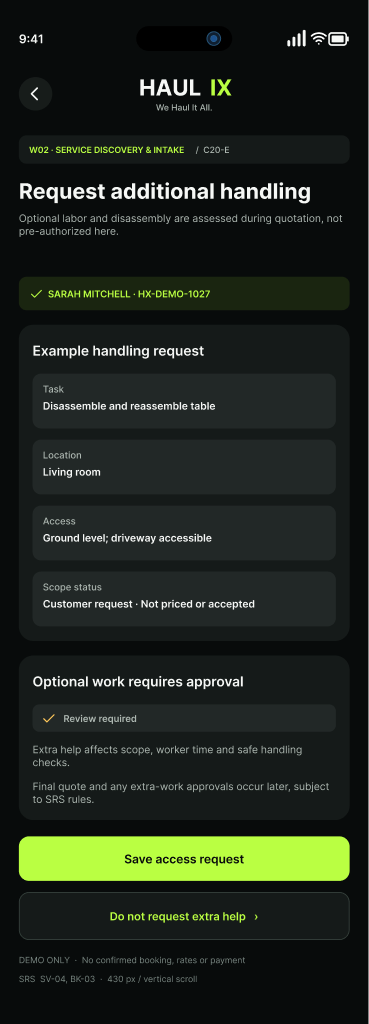 9:41
HAUL IX
We Haul It All.
W02 · SERVICE DISCOVERY & INTAKE / C20-E
Request additional handling
Optional labor and disassembly are assessed during quotation, not
pre-authorized here.
SARAH MITCHELL · HX-DEMO-1027
Example handling request
Task
Disassemble and reassemble table
Location
Living room
Access
Ground level; driveway accessible
Scope status
Customer request · Not priced or accepted
Optional work requires approval
Review required
Extra help affects scope, worker time and safe handling
checks.
Final quote and any extra-work approvals occur later, subject
to SRS rules.
Save access request
Do not request extra help ›
DEMO ONLY · No confirmed booking, rates or payment
SRS SV-04, BK-03 · 430 px / vertical scroll